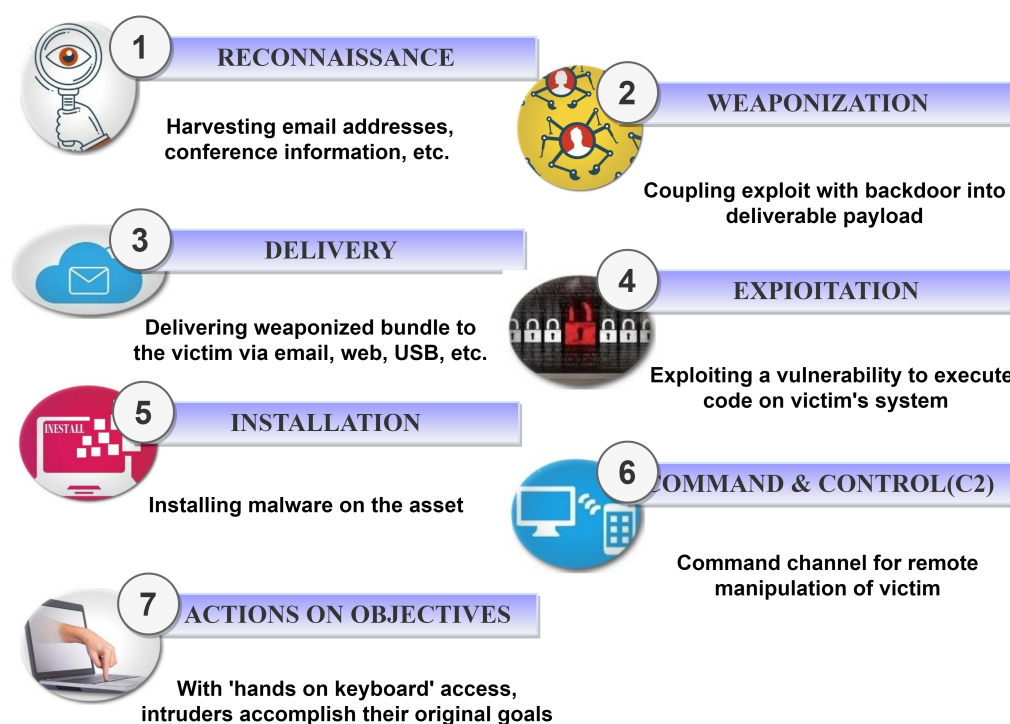 1
RECONNAISSANCE
Harvesting email addresses,
conference information, etc.
2
WEAPONIZATION
Coupling exploit with backdoor into
deliverable payload
3
DELIVERY
Delivering weaponized bundle to
the victim via email, web, USB, etc.
4
EXPIOITATION
Exploiting a vulnerability to execute
code on victim's system
5
INESTALL
INSTALLATION
Installing malware on the asset
6
COMMAND & CONTROL(C2)
Command channel for remote
manipulation of victim
7
ACTIONS ON OBJECTIVES
With 'hands on keyboard' access,
intruders accomplish their original goals